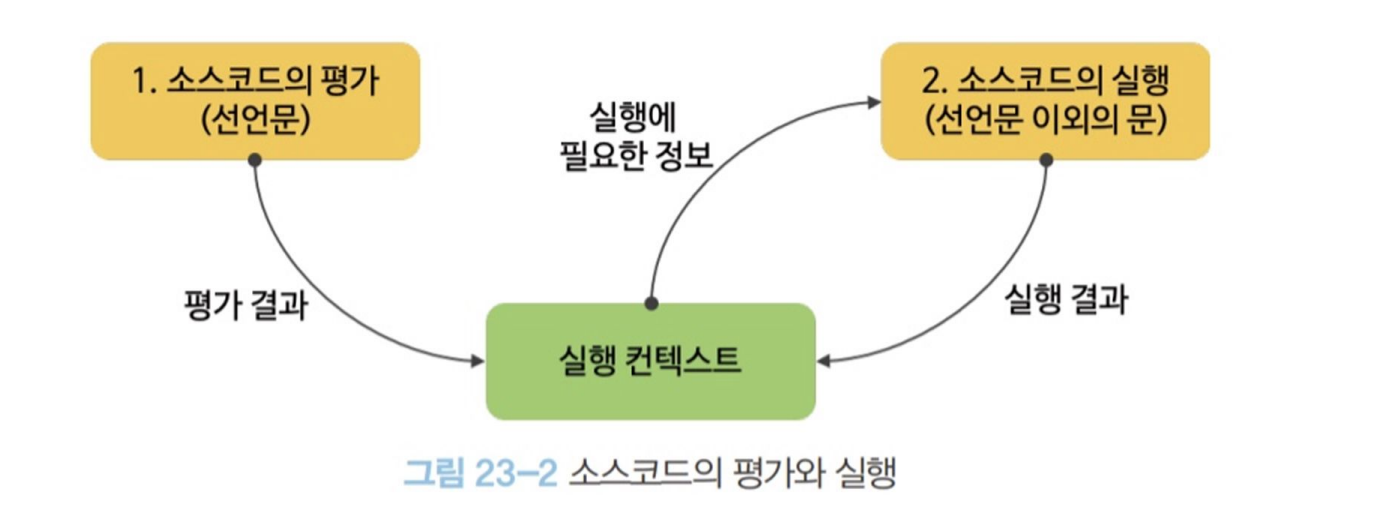 1. 소스코드의 평가
(선언문)
실행에
필요한 정보
2. 소스코드의 실행
(선언문 이외의 문)
평가 결과
실행 결과
실행 컨텍스트
그림 23-2 소스코드의 평가와 실행